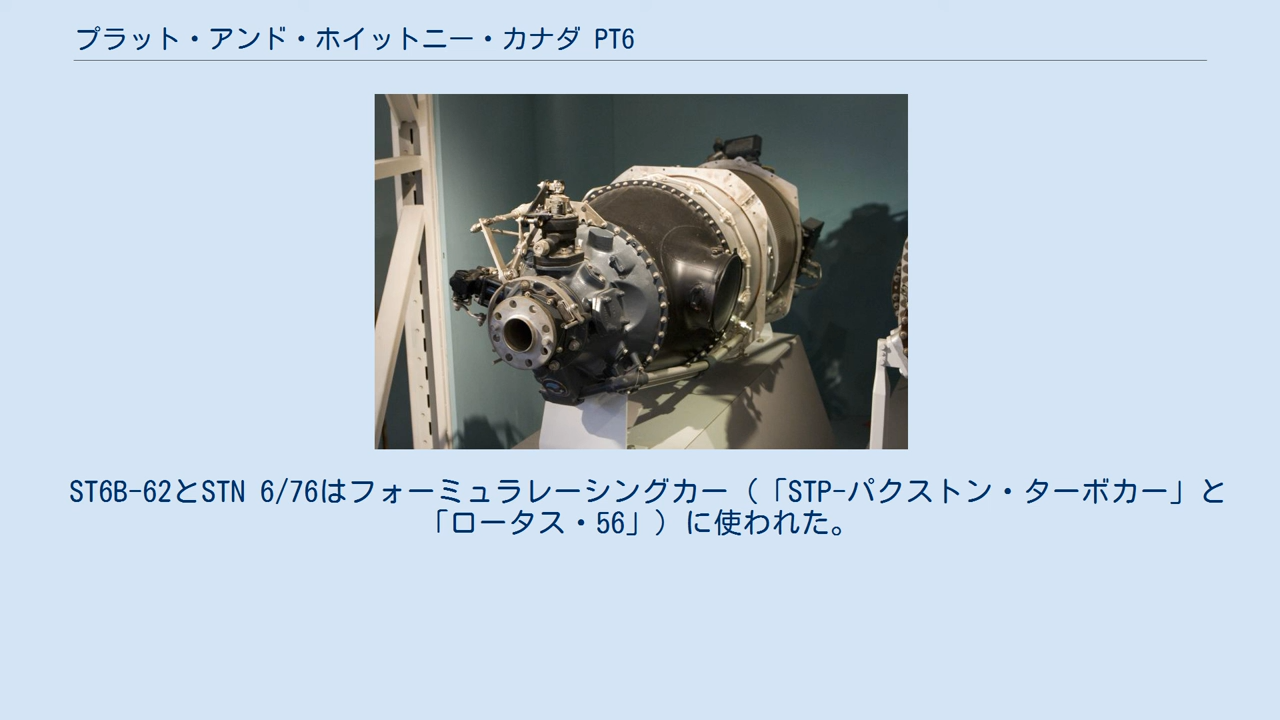 プラット・アンド・ホイットニー・カナダ PT6
ST6B-62とSTN 6/76はフォーミュラレーシングカー（「STP-パクストン・ターボカー」と
「ロータス・56」）に使われた。